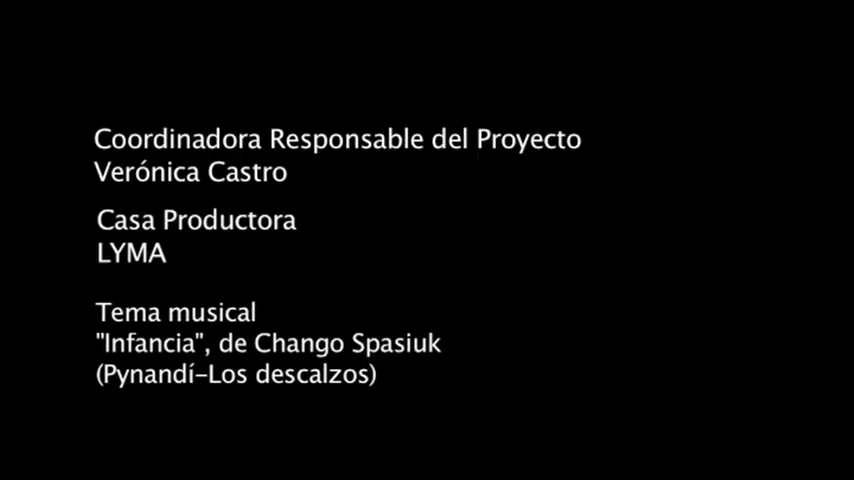 Coordinadora Responsable del Proyecto
Verónica Castro
Casa Productora
LYMA
Tema musical
"Infancia", de Chango Spasiuk
(Pynandí-Los descalzos)